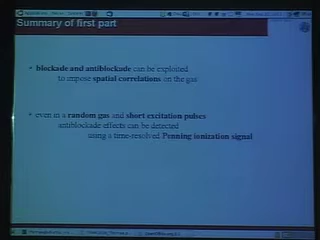 Summary of first part
• blockade and antiblockade can be exploited
to impose spatial correlations on the gas
• even in a random gas and short excitation pulses
antiblockade effects can be detected
using a time-resolved Penning ionization signal